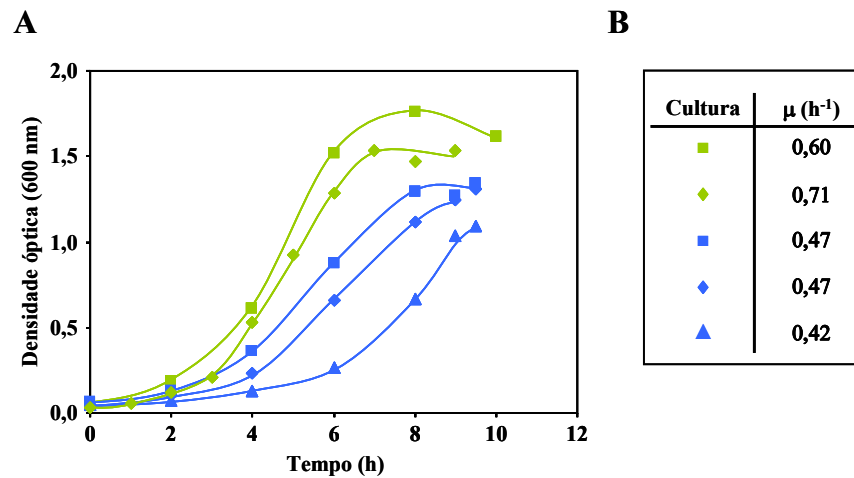 A
B
2,0
1,5
1,0
0,5
0,0
Densidade óptica (600 nm)
0 2 4 6 8 10 12
Tempo (h)
Cultura μ (h-1)
0,60
0,71
0,47
0,47
0,42